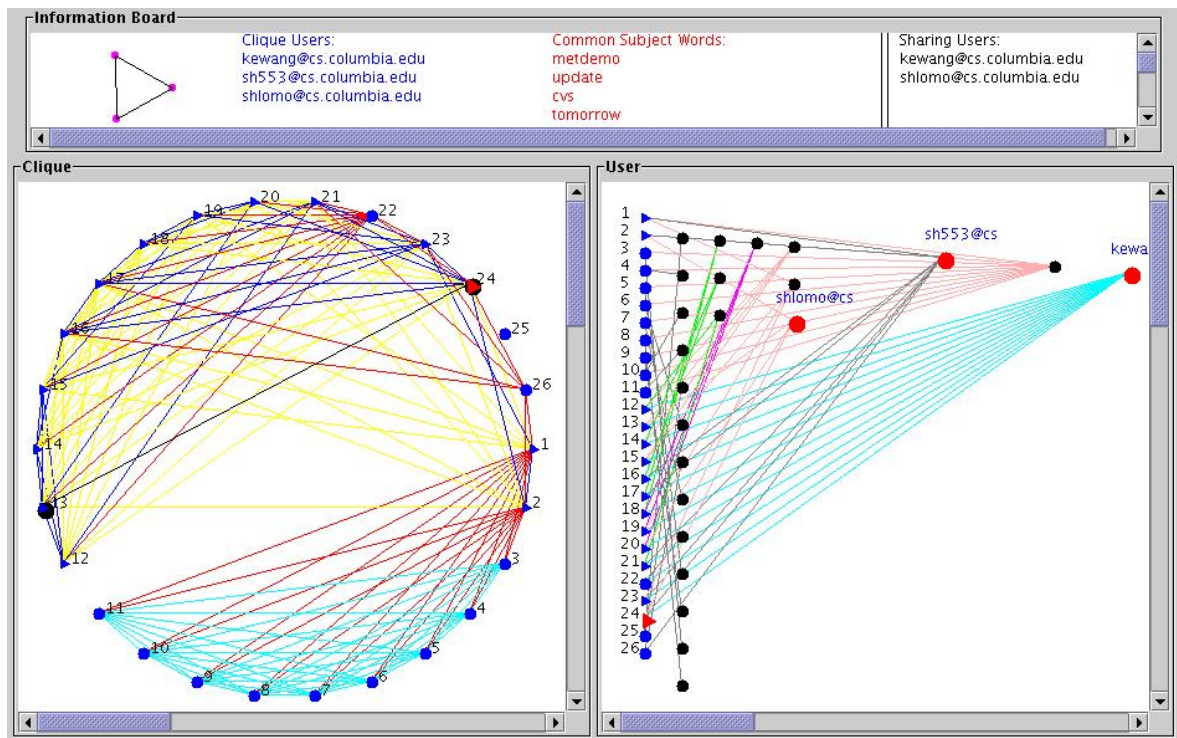 Information Board
Clique Users:
kewang@cs.columbia.edu
sh553@cs.columbia.edu
shlomo@cs.columbia.edu
Common Subject Words:
metdemo
update
cvs
tomorrow
Sharing Users:
kewang@cs.columbia.edu
shlomo@cs.columbia.edu
Clique
20
21
19
22
18
23
17
24
16
25
15
26
14
1
13
2
12
3
11
4
10
5
9
6
8
7
User
1
2
3
4
5
6
7
8
9
10
11
12
13
14
15
16
17
18
19
20
21
22
23
24
25
26
sh553@cs
kewa
shlomo@cs